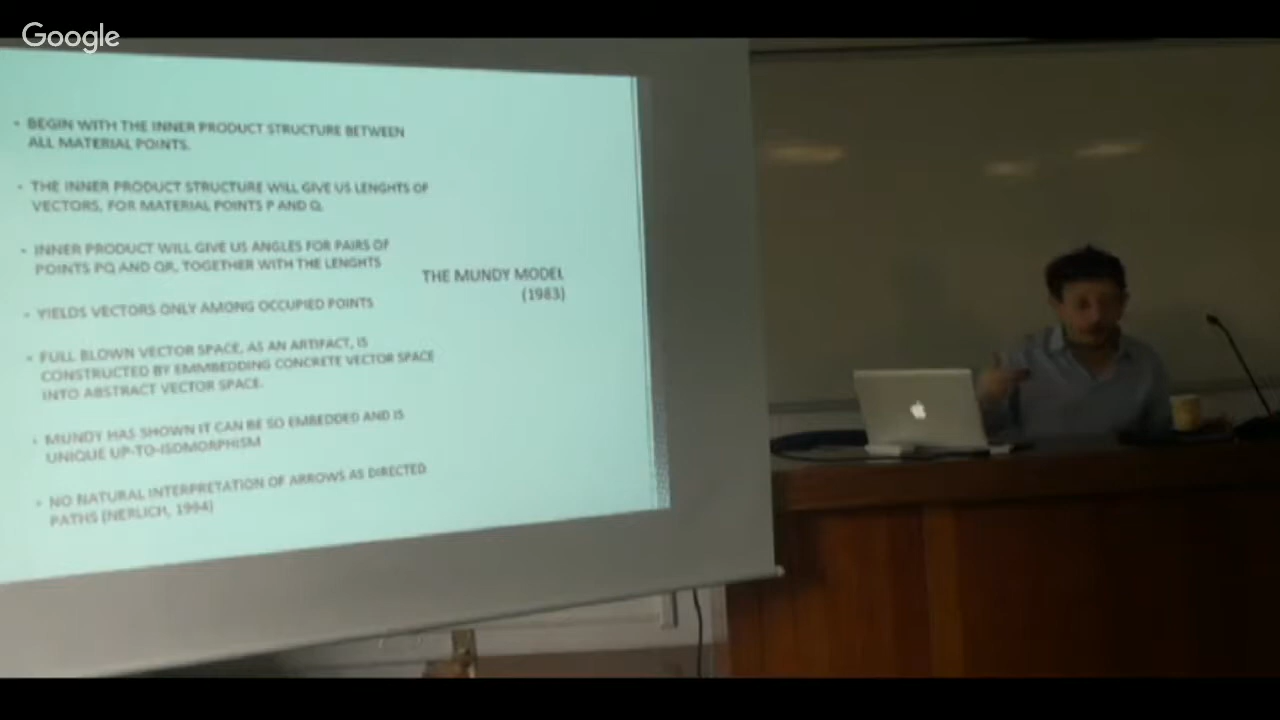 Google
• BEGIN WITH THE INNER PRODUCT STRUCTURE BETWEEN
ALL MATERIAL POINTS.
• THE INNER PRODUCT STRUCTURE WILL GIVE US LENGHTS OF
VECTORS, FOR MATERIAL POINTS P AND Q.
• INNER PRODUCT WILL GIVE US ANGLES FOR PAIRS OF
POINTS PQ AND QR, TOGETHER WITH THE LENGHTS
• YIELDS VECTORS ONLY AMONG OCCUPIED POINTS
• FULL BLOWN VECTOR SPACE, AS AN ARTIFACT, IS
CONSTRUCTED BY EMMBEDDING CONCRETE VECTOR SPACE
INTO ABSTRACT VECTOR SPACE.
• MUNDY HAS SHOWN IT CAN BE SO EMBEDDED AND IS
UNIQUE UP-TO-ISOMORPHISM
• NO NATURAL INTERPRETATION OF ARROWS AS DIRECTED
PATHS (NERLICH, 1994)
THE MUNDY MODEL
(1983)